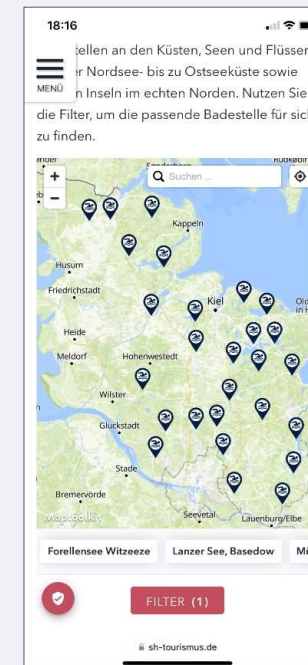 18:16
tellen an den Küsten, Seen und Flüssen
MENÜ
r Nordsee- bis zu Ostseeküste sowie
n Inseln im echten Norden. Nutzen Sie
die Filter, um die passende Badestelle für sich
zu finden.
+
−
Suchen ...
Kappeln
Husum
Friedrichstadt
Kiel
Heide
Meldorf
Hohenwestedt
Wilster
Glückstadt
Stade
Bremervörde
Maptoolkit
Seevetal
Lauenburg/Elbe
Forellensee Witzeeze
Lanzer See, Basedow
FILTER (1)
sh-tourismus.de